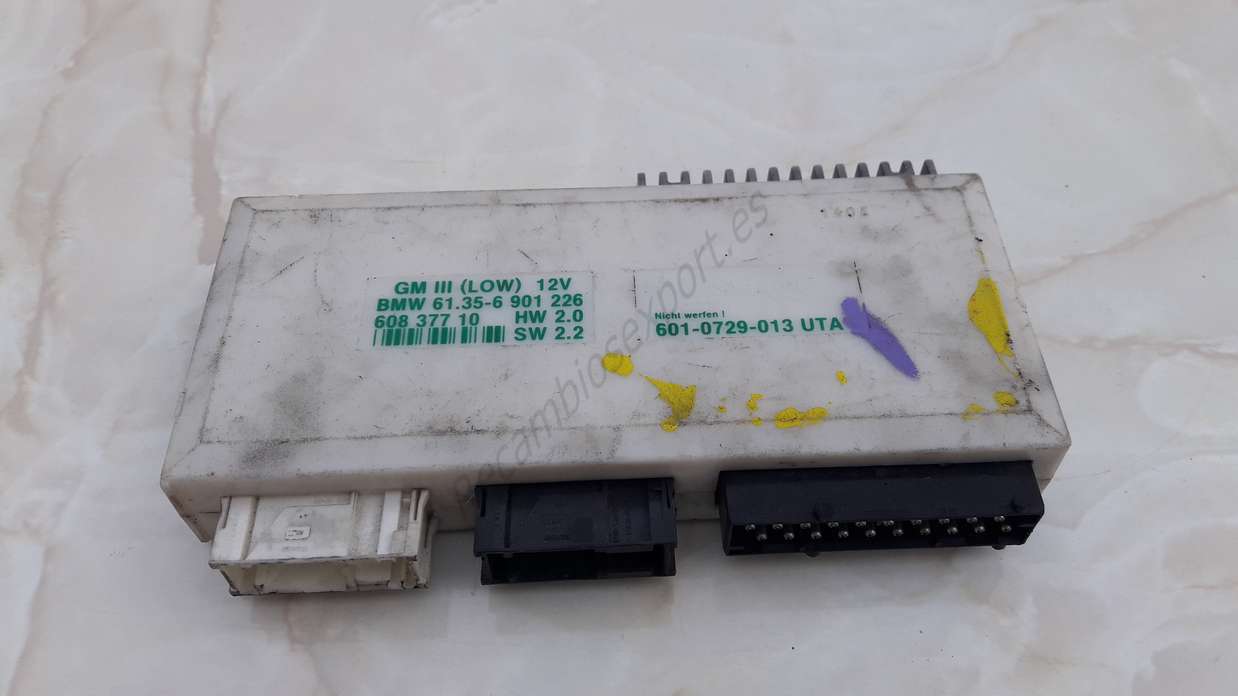 GM III (LOW) 12V
BMW 61.35-6 901 226
608 377 10 HW 2.0
SW 2.2
Nicht werfen !
601-0729-013 UTA
recambiosexport.es